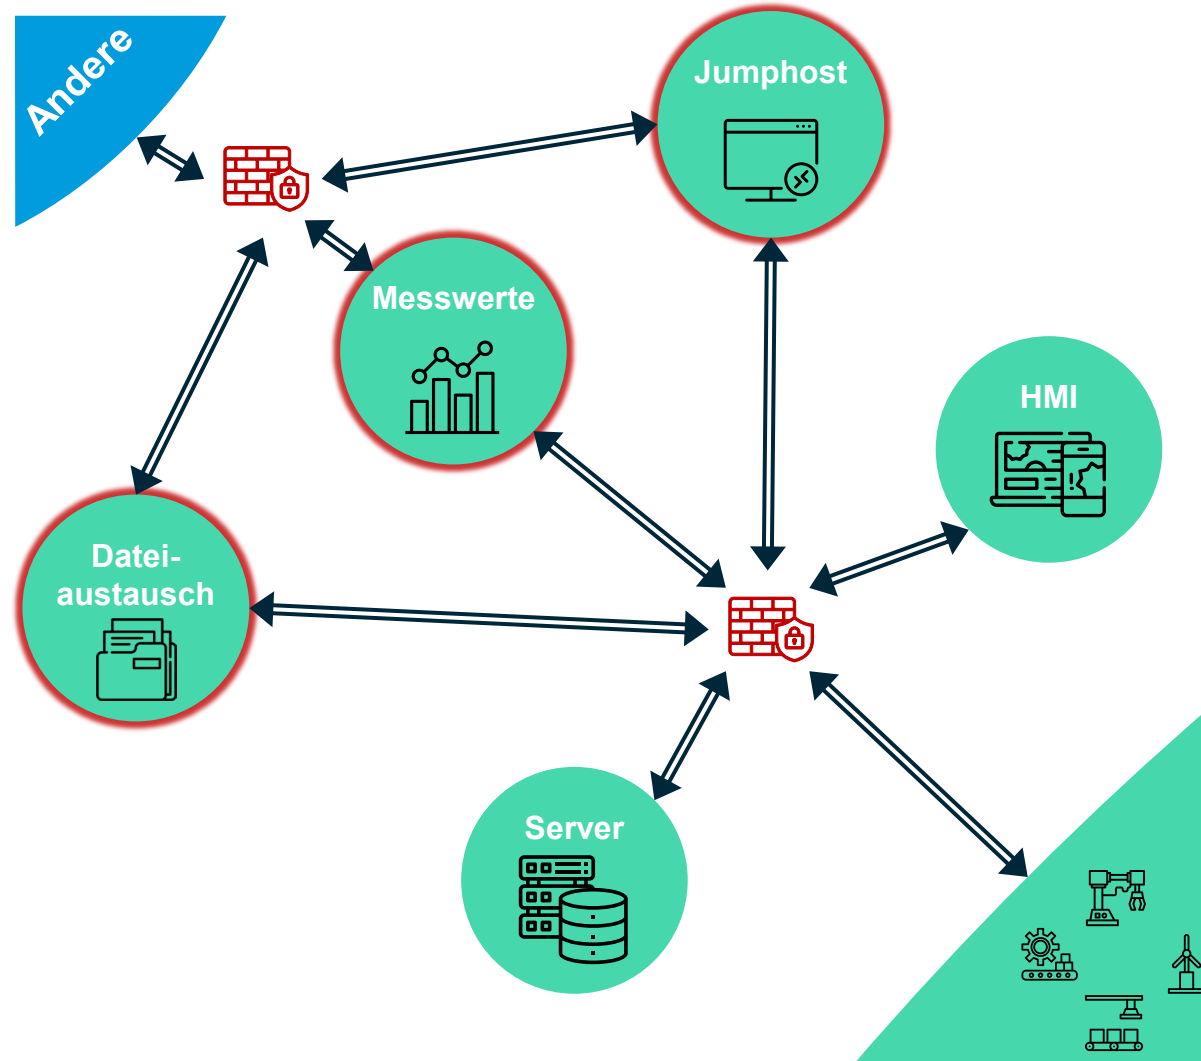 Andere
Jumphost
Messwerte
HMI
Datei-
austausch
Server